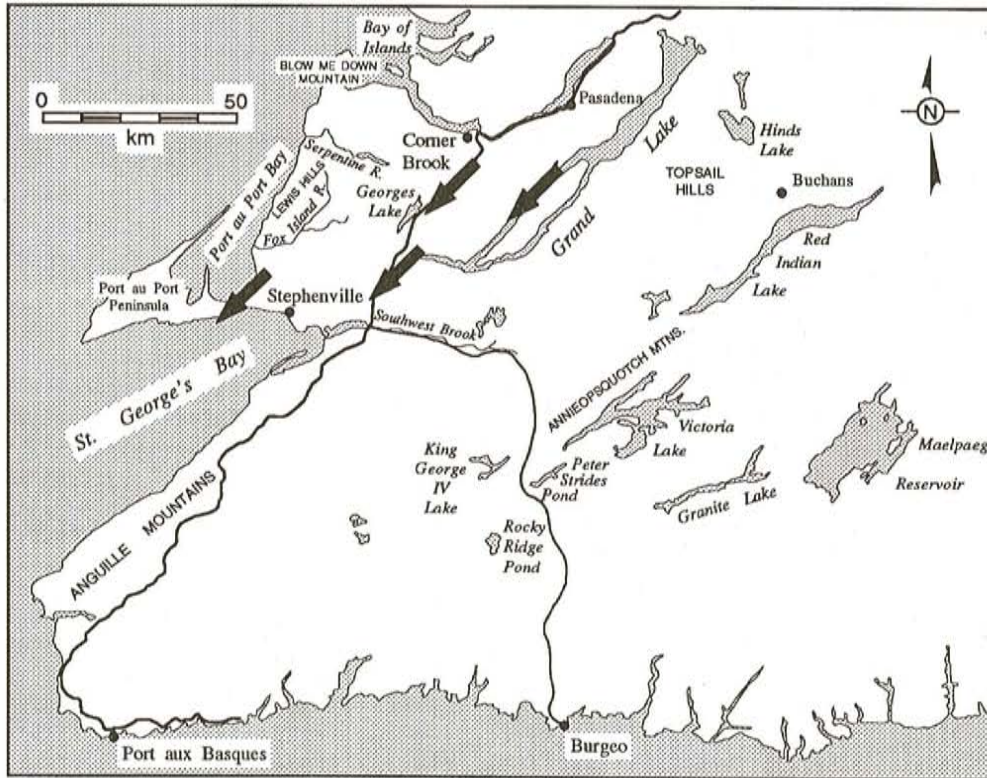 Bay of
Islands
BLOW ME DOWN
MOUNTAIN
0 50
km
N
Pasadena
Corner
Brook
Hinds
Lake
TOPSAIL
HILLS
Buchans
Serpentine R.
LEWIS HILLS
Fox Island R.
Georges
Lake
Grand Lake
Port au Port Bay
Port au Port
Peninsula
Stephenville
Red
Indian
Lake
Southwest Brook
St. George's Bay
ANNIEOPSQUOTCH MTNS.
Victoria
Lake
Maelpaeg
Reservoir
King
George
IV
Lake
Peter
Strides
Pond
Granite Lake
Rocky
Ridge
Pond
ANGUILLE MOUNTAINS
Port aux Basques
Burgeo